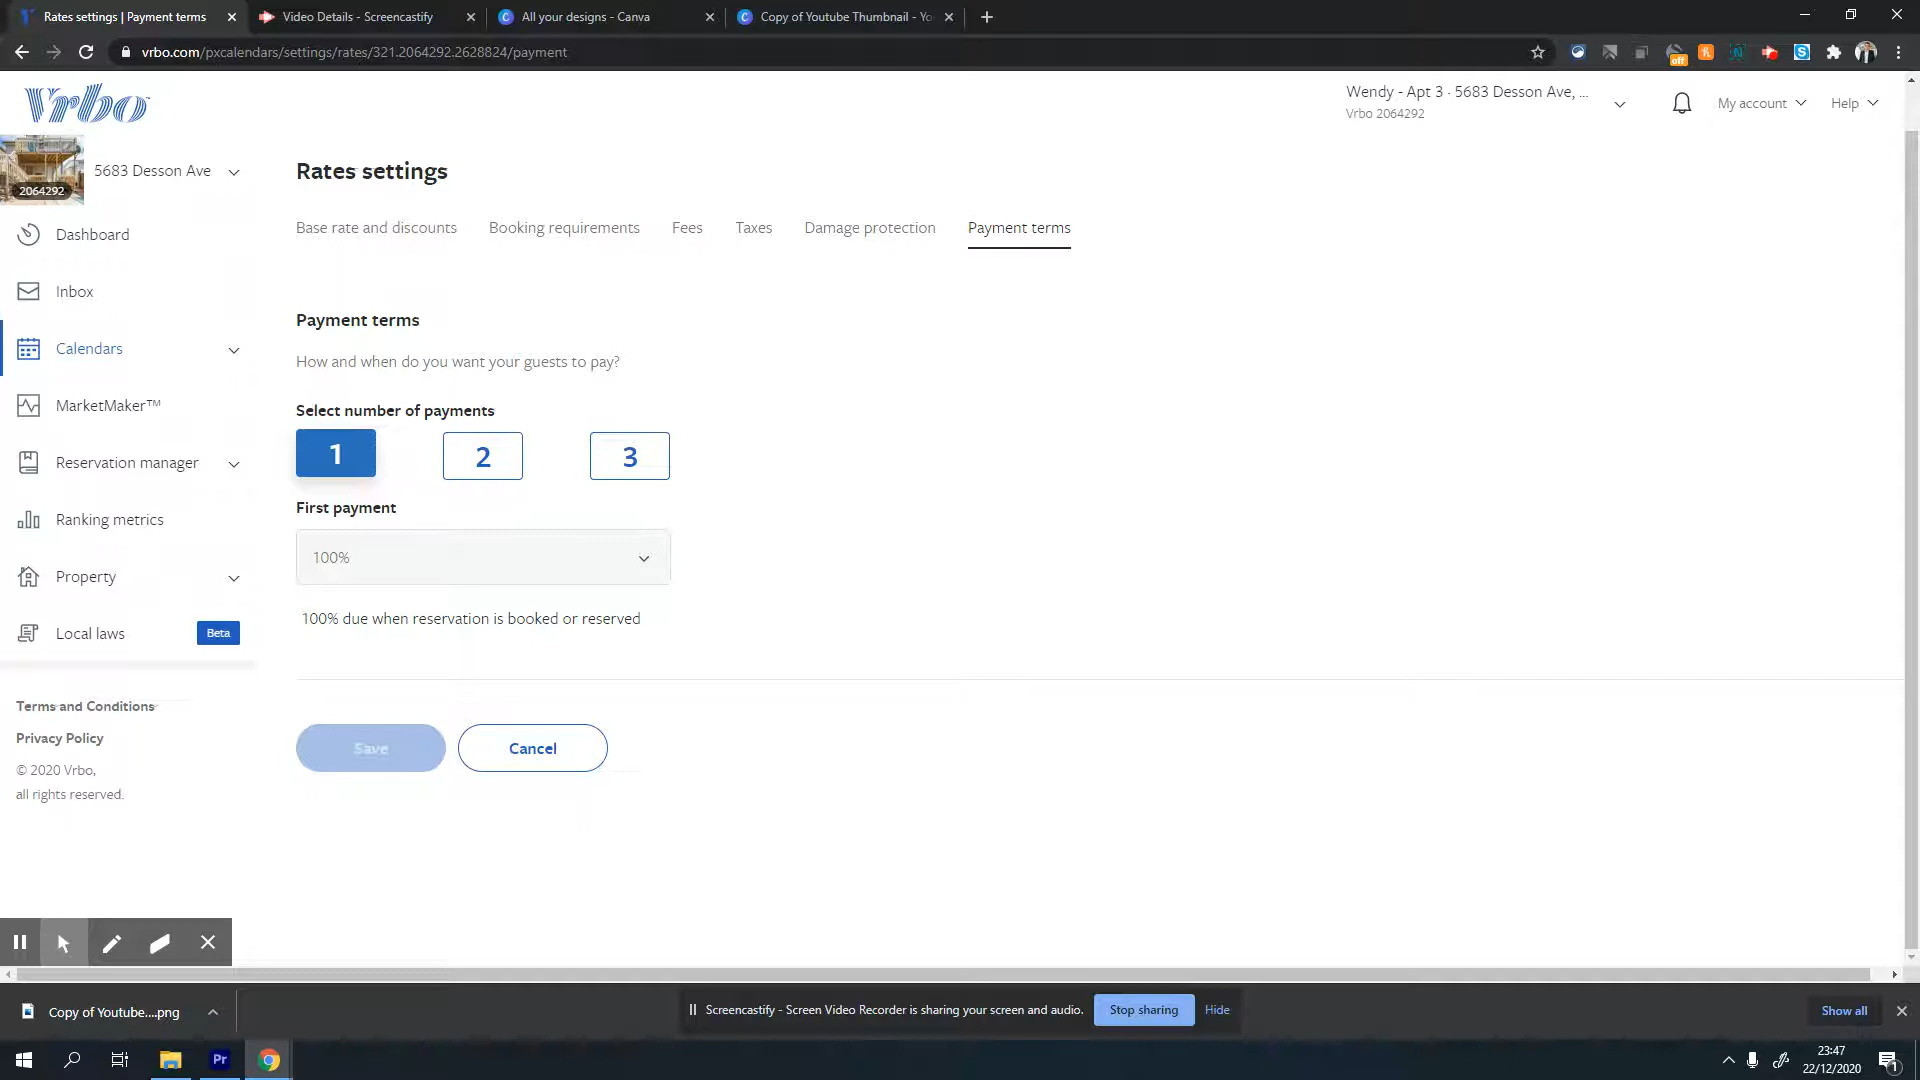 Rates settings | Payment terms
Video Details - Screencastify
All your designs - Canva
Copy of Youtube Thumbnail - Yo
vrbo.com/pxcalendars/settings/rates/321.2064292.2628824/payment
off
Vrbo
Wendy - Apt 3 · 5683 Desson Ave, ...
Vrbo 2064292
My account
Help
2064292
5683 Desson Ave
Dashboard
Inbox
Calendars
MarketMaker™
Reservation manager
Ranking metrics
Property
Local laws
Beta
Terms and Conditions
Privacy Policy
© 2020 Vrbo,
all rights reserved.
Rates settings
Base rate and discounts
Booking requirements
Fees
Taxes
Damage protection
Payment terms
Payment terms
How and when do you want your guests to pay?
Select number of payments
1
2
3
First payment
100%
100% due when reservation is booked or reserved
Save
Cancel
Copy of Youtube....png
Screencastify - Screen Video Recorder is sharing your screen and audio.
Stop sharing
Hide
Show all
Pr
23:47
22/12/2020
1